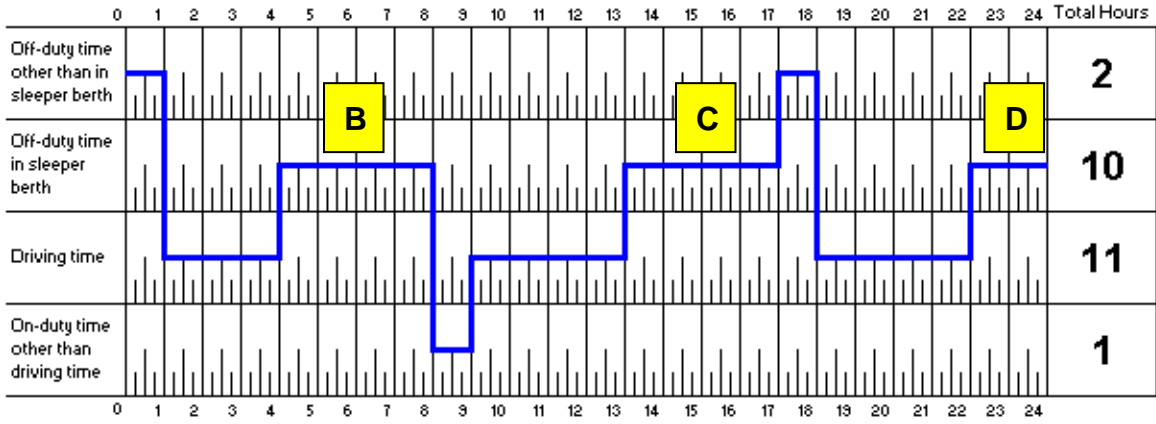 0 1 2 3 4 5 6 7 8 9 10 11 12 13 14 15 16 17 18 19 20 21 22 23 24 Total Hours
Off-duty time
other than in
sleeper berth
2
B C D
Off-duty time
in sleeper
berth
10
Driving time
11
On-duty time
other than
driving time
1
0 1 2 3 4 5 6 7 8 9 10 11 12 13 14 15 16 17 18 19 20 21 22 23 24